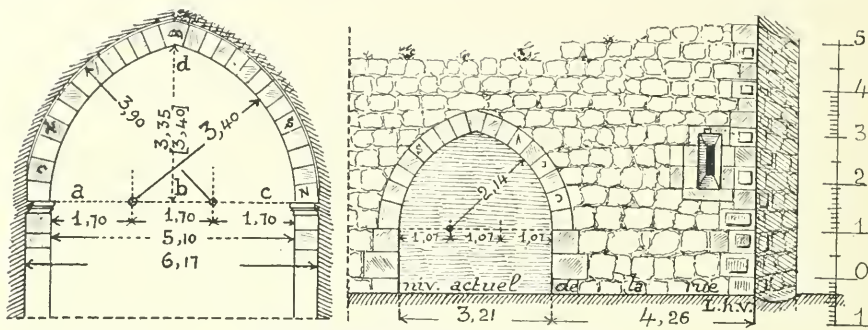 d
3,90
3,35
[3,40]
3,40
a b c
1,70 1,70 1,70
5,10
6,17
2,14
1,07 1,07 1,07
niv. actuel de la rue
L.h.v.
3,21 4,26
5
4
3
2
1
0
1